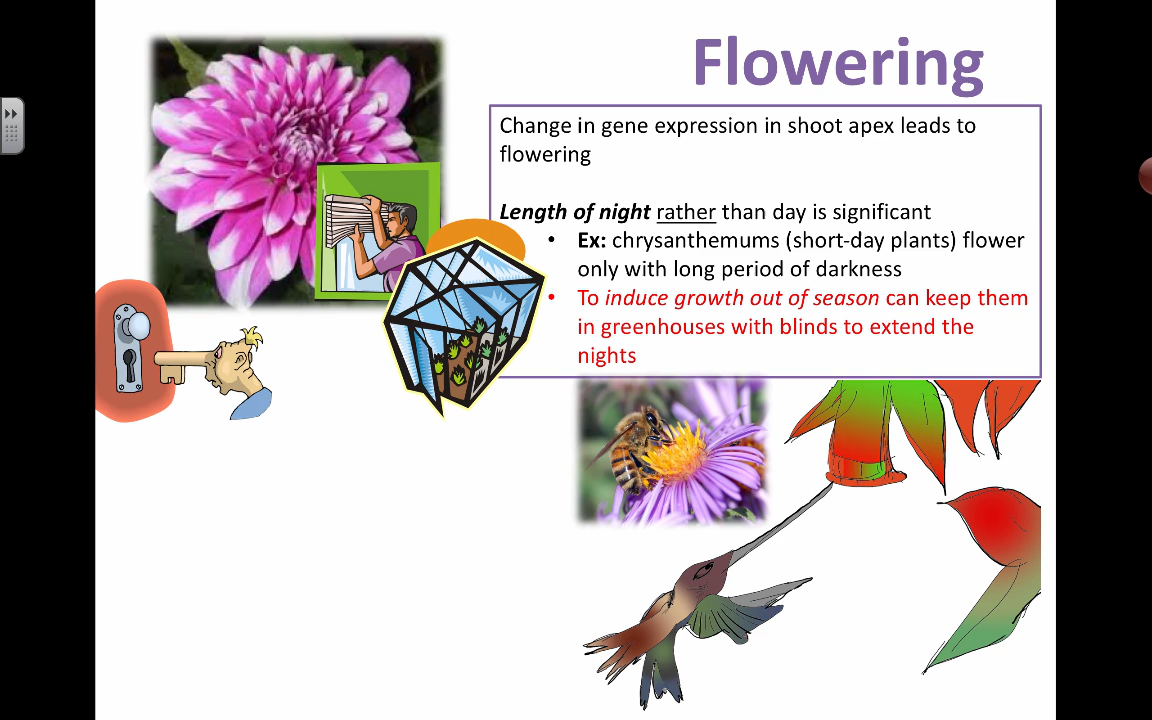 Flowering
Change in gene expression in shoot apex leads to
flowering
Length of night rather than day is significant
• Ex: chrysanthemums (short-day plants) flower
only with long period of darkness
• To induce growth out of season can keep them
in greenhouses with blinds to extend the
nights